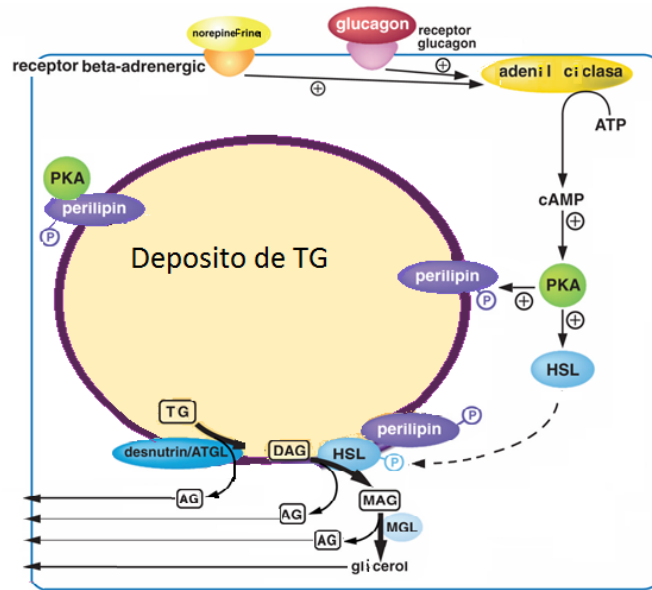 norepineFrina
glucagon
receptor
glucagon
receptor beta-adrenergic
adenil ciclasa
ATP
PKA
perilipin
P
cAMP
Deposito de TG
perilipin
P
PKA
HSL
TG
perilipin
P
desnutrin/ATGL
DAG
HSL
P
AG
MAG
AG
MGL
AG
glicerol